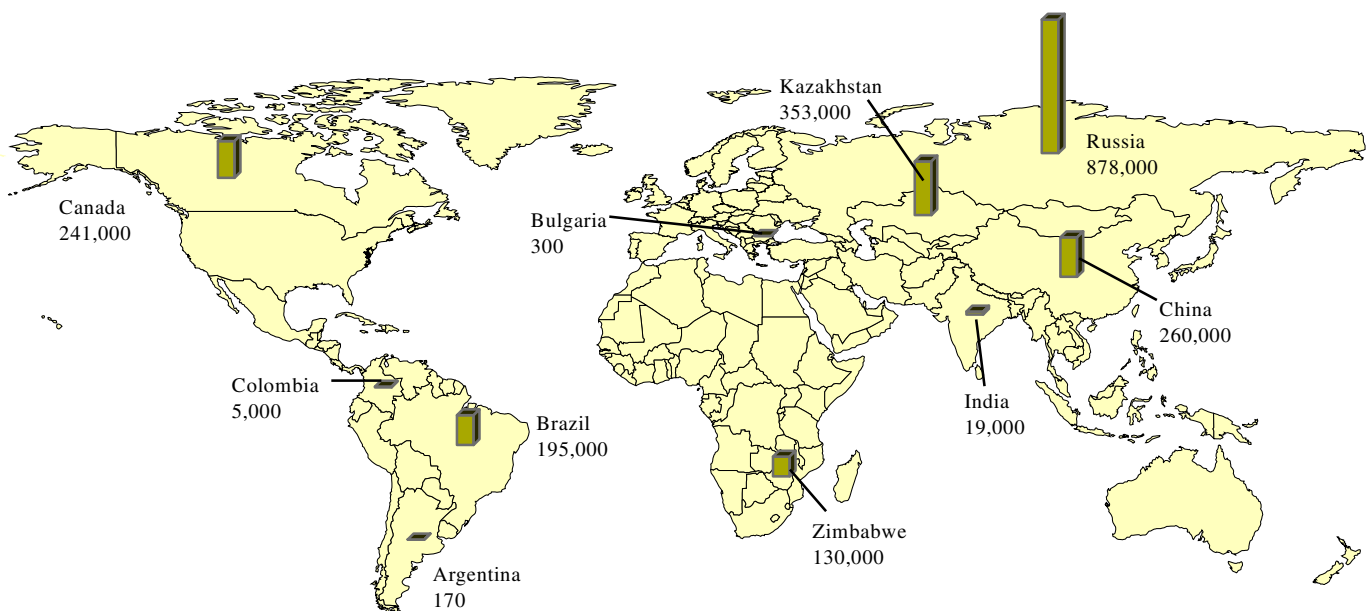 Kazakhstan
353,000
Russia
878,000
Canada
241,000
Bulgaria
300
China
260,000
Colombia
5,000
India
19,000
Brazil
195,000
Zimbabwe
130,000
Argentina
170